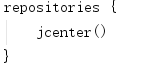 repositories {
    jcenter()
}